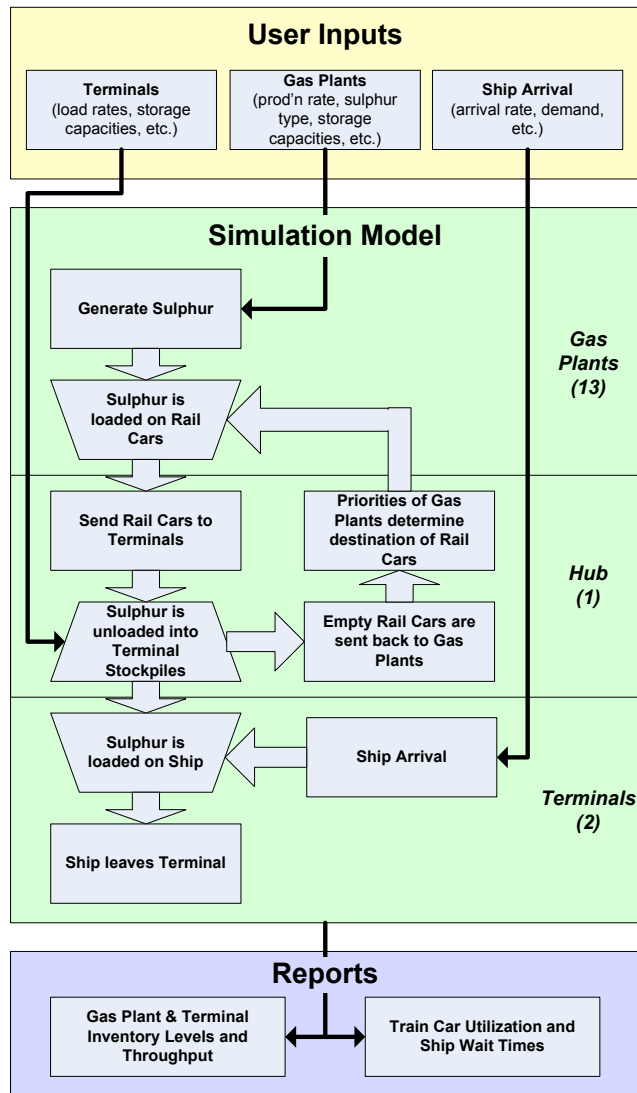 User Inputs
Terminals
(load rates, storage
capacities, etc.)
Gas Plants
(prod'n rate, sulphur
type, storage
capacities, etc.)
Ship Arrival
(arrival rate, demand,
etc.)
Simulation Model
Generate Sulphur
Sulphur is
loaded on Rail
Cars
Gas
Plants
(13)
Send Rail Cars to
Terminals
Priorities of Gas
Plants determine
destination of Rail
Cars
Sulphur is
unloaded into
Terminal
Stockpiles
Empty Rail Cars are
sent back to Gas
Plants
Hub
(1)
Sulphur is
loaded on Ship
Ship Arrival
Ship leaves Terminal
Terminals
(2)
Reports
Gas Plant & Terminal
Inventory Levels and
Throughput
Train Car Utilization and
Ship Wait Times